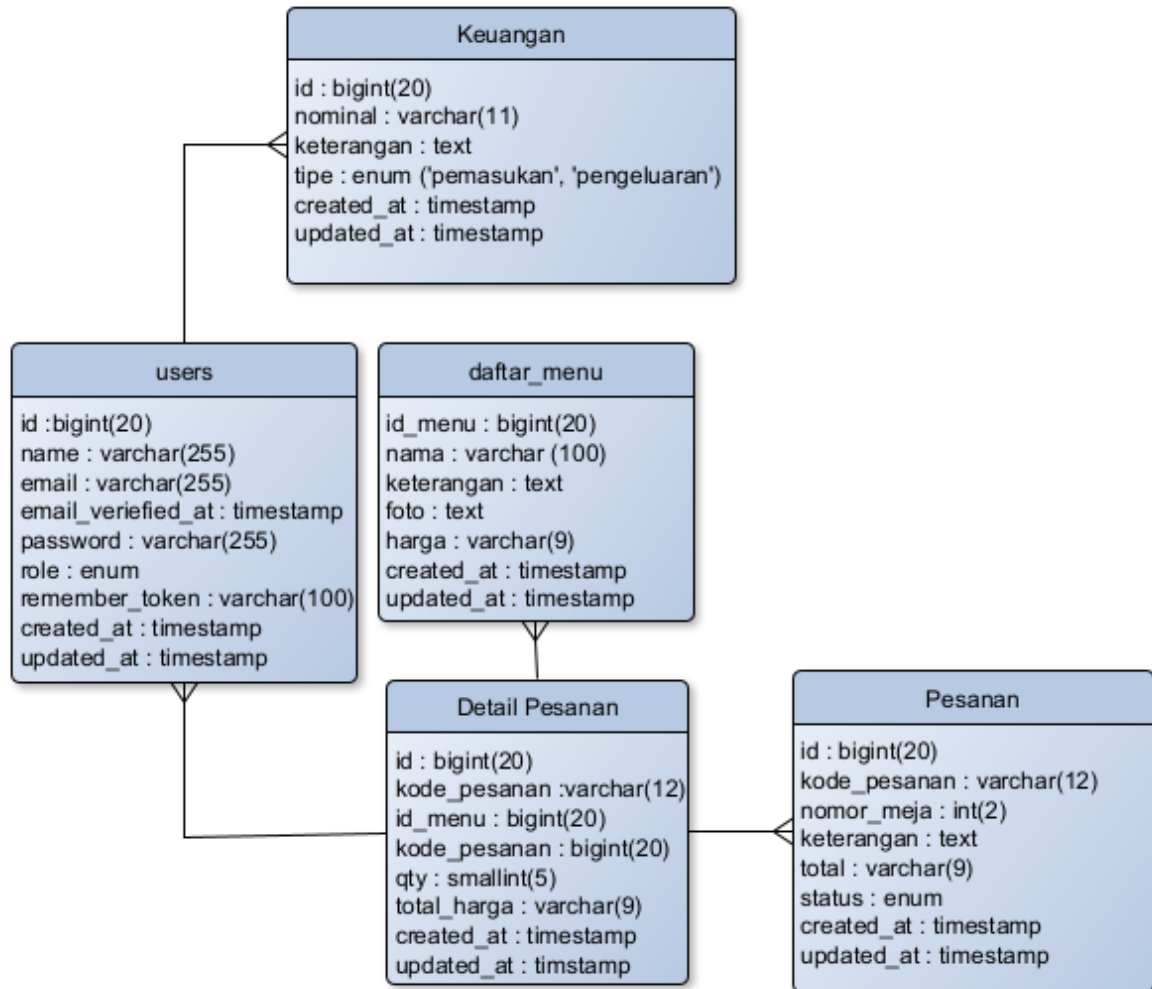 Keuangan
id : bigint(20)
nominal : varchar(11)
keterangan : text
tipe : enum ('pemasukan', 'pengeluaran')
created_at : timestamp
updated_at : timestamp
users
id :bigint(20)
name : varchar(255)
email : varchar(255)
email_veriefied_at : timestamp
password : varchar(255)
role : enum
remember_token : varchar(100)
created_at : timestamp
updated_at : timestamp
daftar_menu
id_menu : bigint(20)
nama : varchar (100)
keterangan : text
foto : text
harga : varchar(9)
created_at : timestamp
updated_at : timestamp
Detail Pesanan
id : bigint(20)
kode_pesanan :varchar(12)
id_menu : bigint(20)
kode_pesanan : bigint(20)
qty : smallint(5)
total_harga : varchar(9)
created_at : timestamp
updated_at : timstamp
Pesanan
id : bigint(20)
kode_pesanan : varchar(12)
nomor_meja : int(2)
keterangan : text
total : varchar(9)
status : enum
created_at : timestamp
updated_at : timestamp